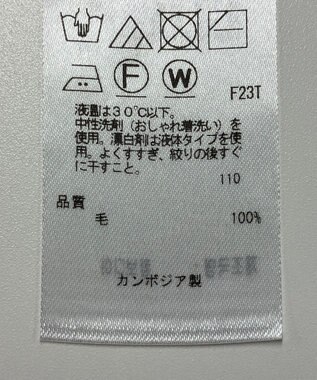 F W
F23T
液温は30℃以下。
中性洗剤（おしゃれ着洗い）を
使用。漂白剤は液体タイプを使
用。よくすすぎ、絞りの後すぐ
に干すこと。
110
品質
毛 100%
カンボジア製